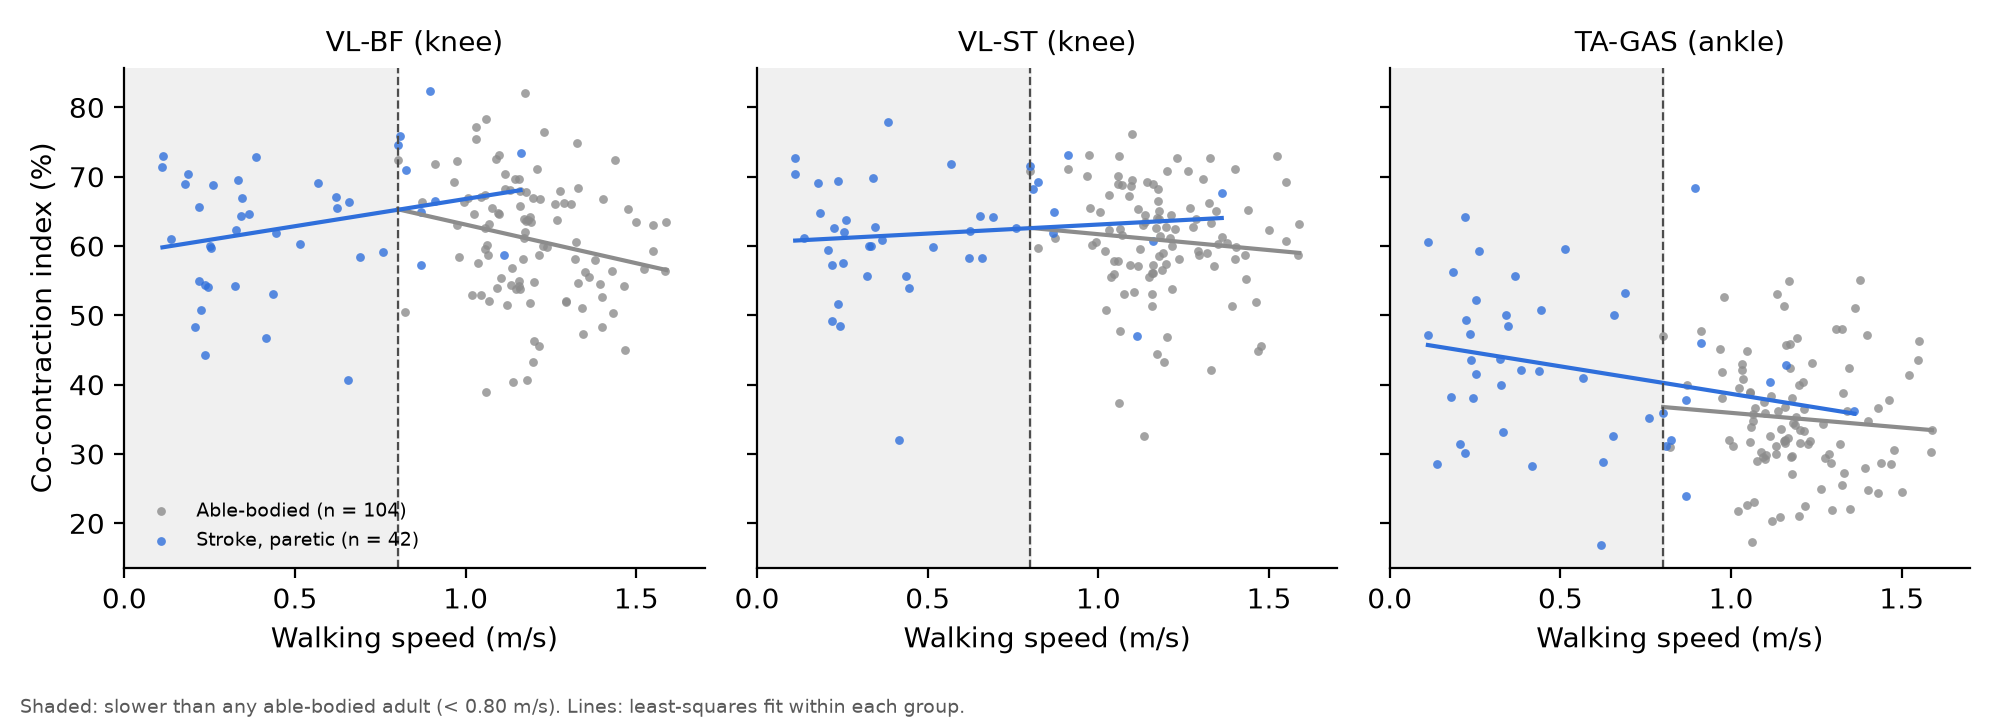 VL-BF (knee)
VL-ST (knee)
TA-GAS (ankle)
Co-contraction index (%)
80
70
60
50
40
30
20
Able-bodied (n = 104)
Stroke, paretic (n = 42)
0.0 0.5 1.0 1.5
0.0 0.5 1.0 1.5
0.0 0.5 1.0 1.5
Walking speed (m/s)
Walking speed (m/s)
Walking speed (m/s)
Shaded: slower than any able-bodied adult (< 0.80 m/s). Lines: least-squares fit within each group.